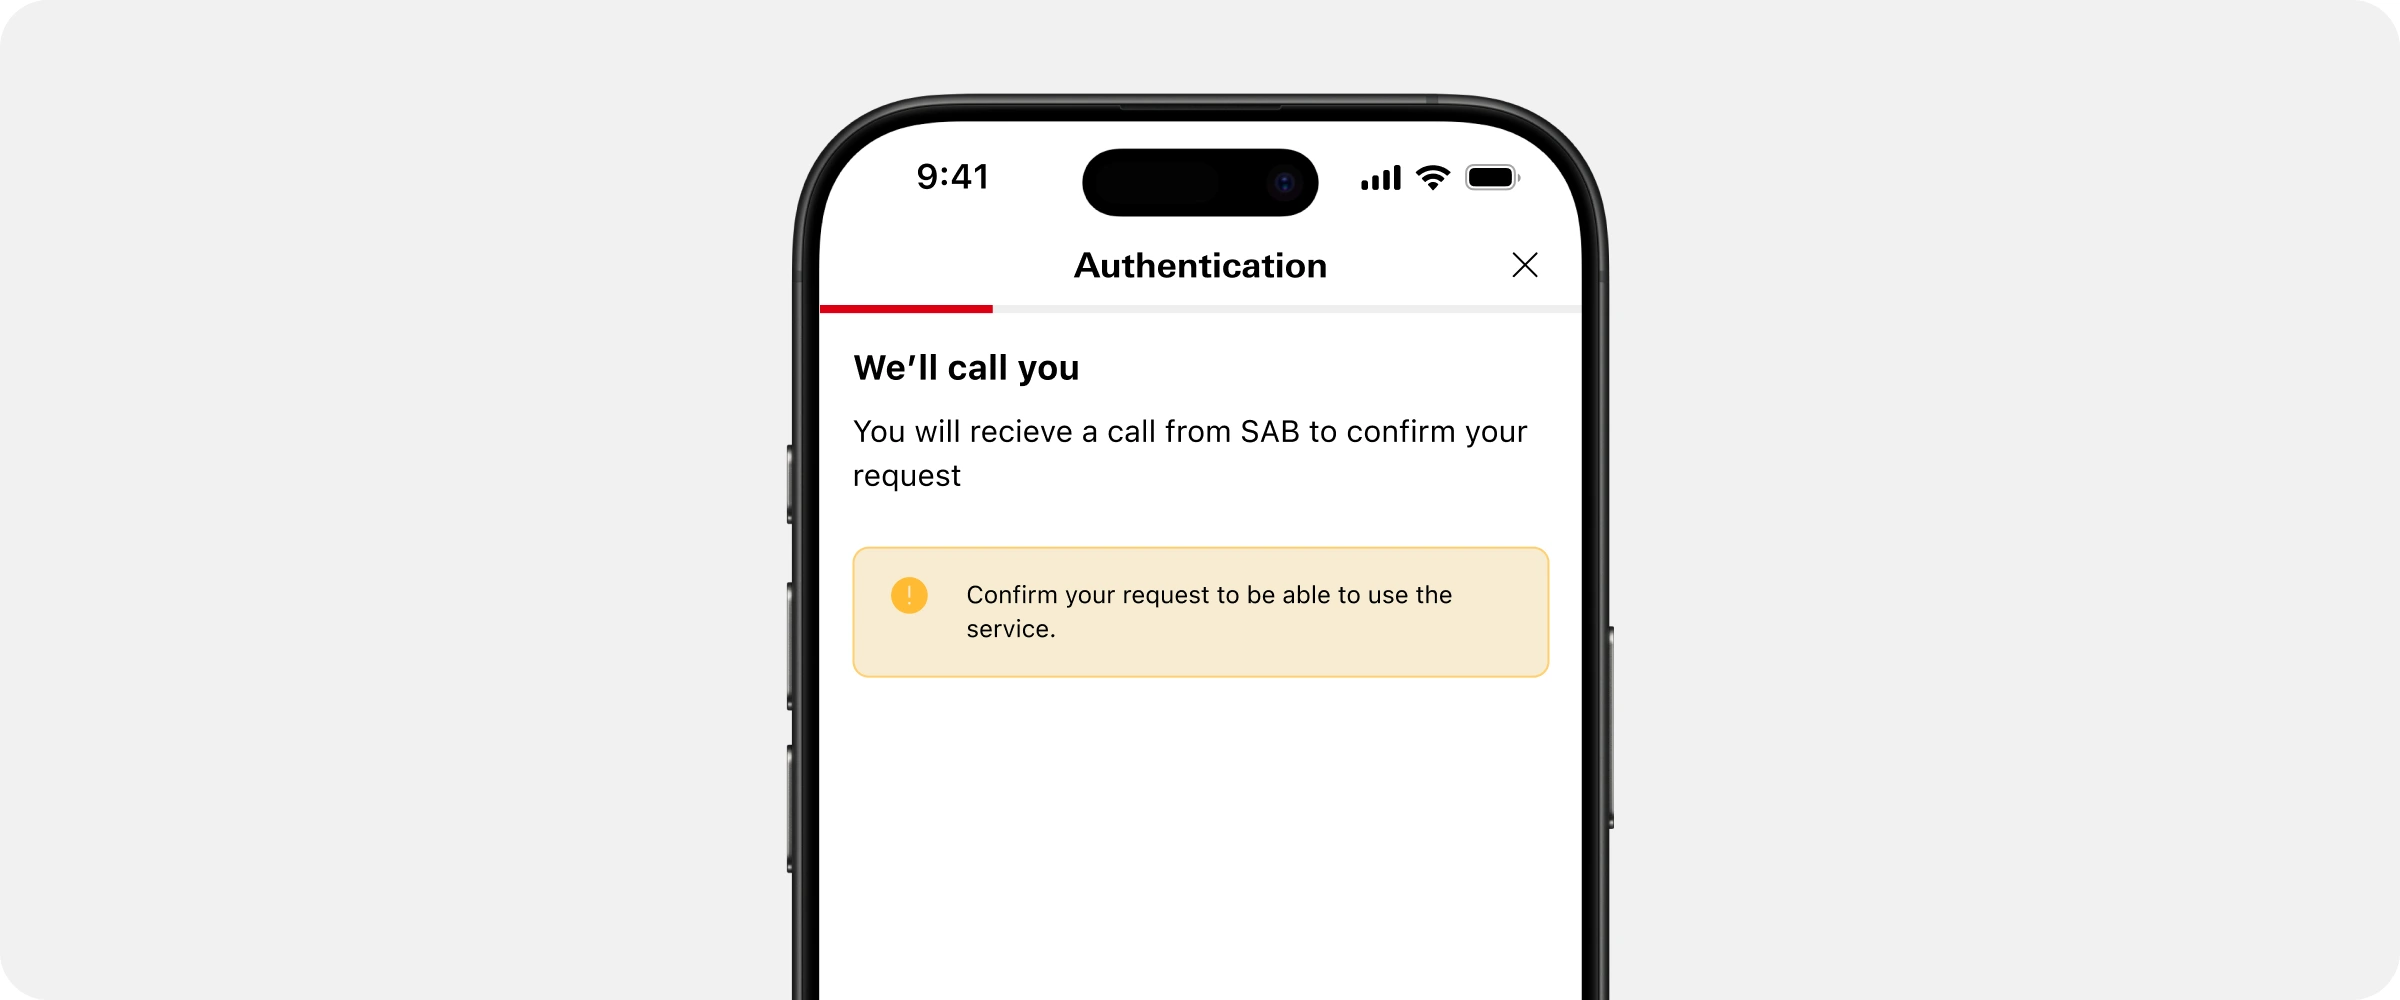 9:41
Authentication
We’ll call you
You will recieve a call from SAB to confirm your
request
Confirm your request to be able to use the
service.